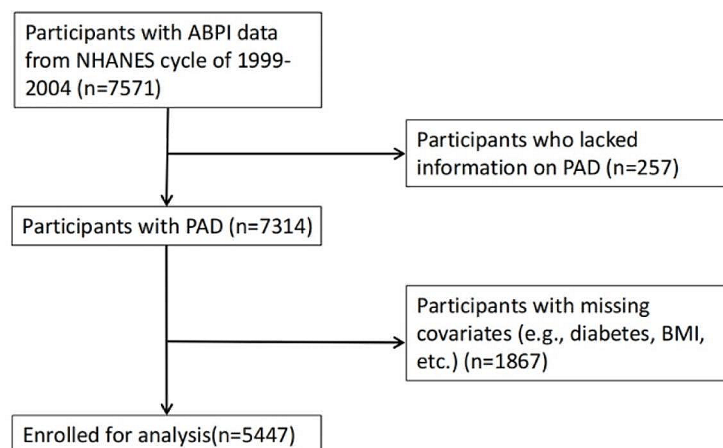 Participants with ABPI data
from NHANES cycle of 1999-
2004 (n=7571)
Participants who lacked
information on PAD (n=257)
Participants with PAD (n=7314)
Participants with missing
covariates (e.g., diabetes, BMI,
etc.) (n=1867)
Enrolled for analysis(n=5447)